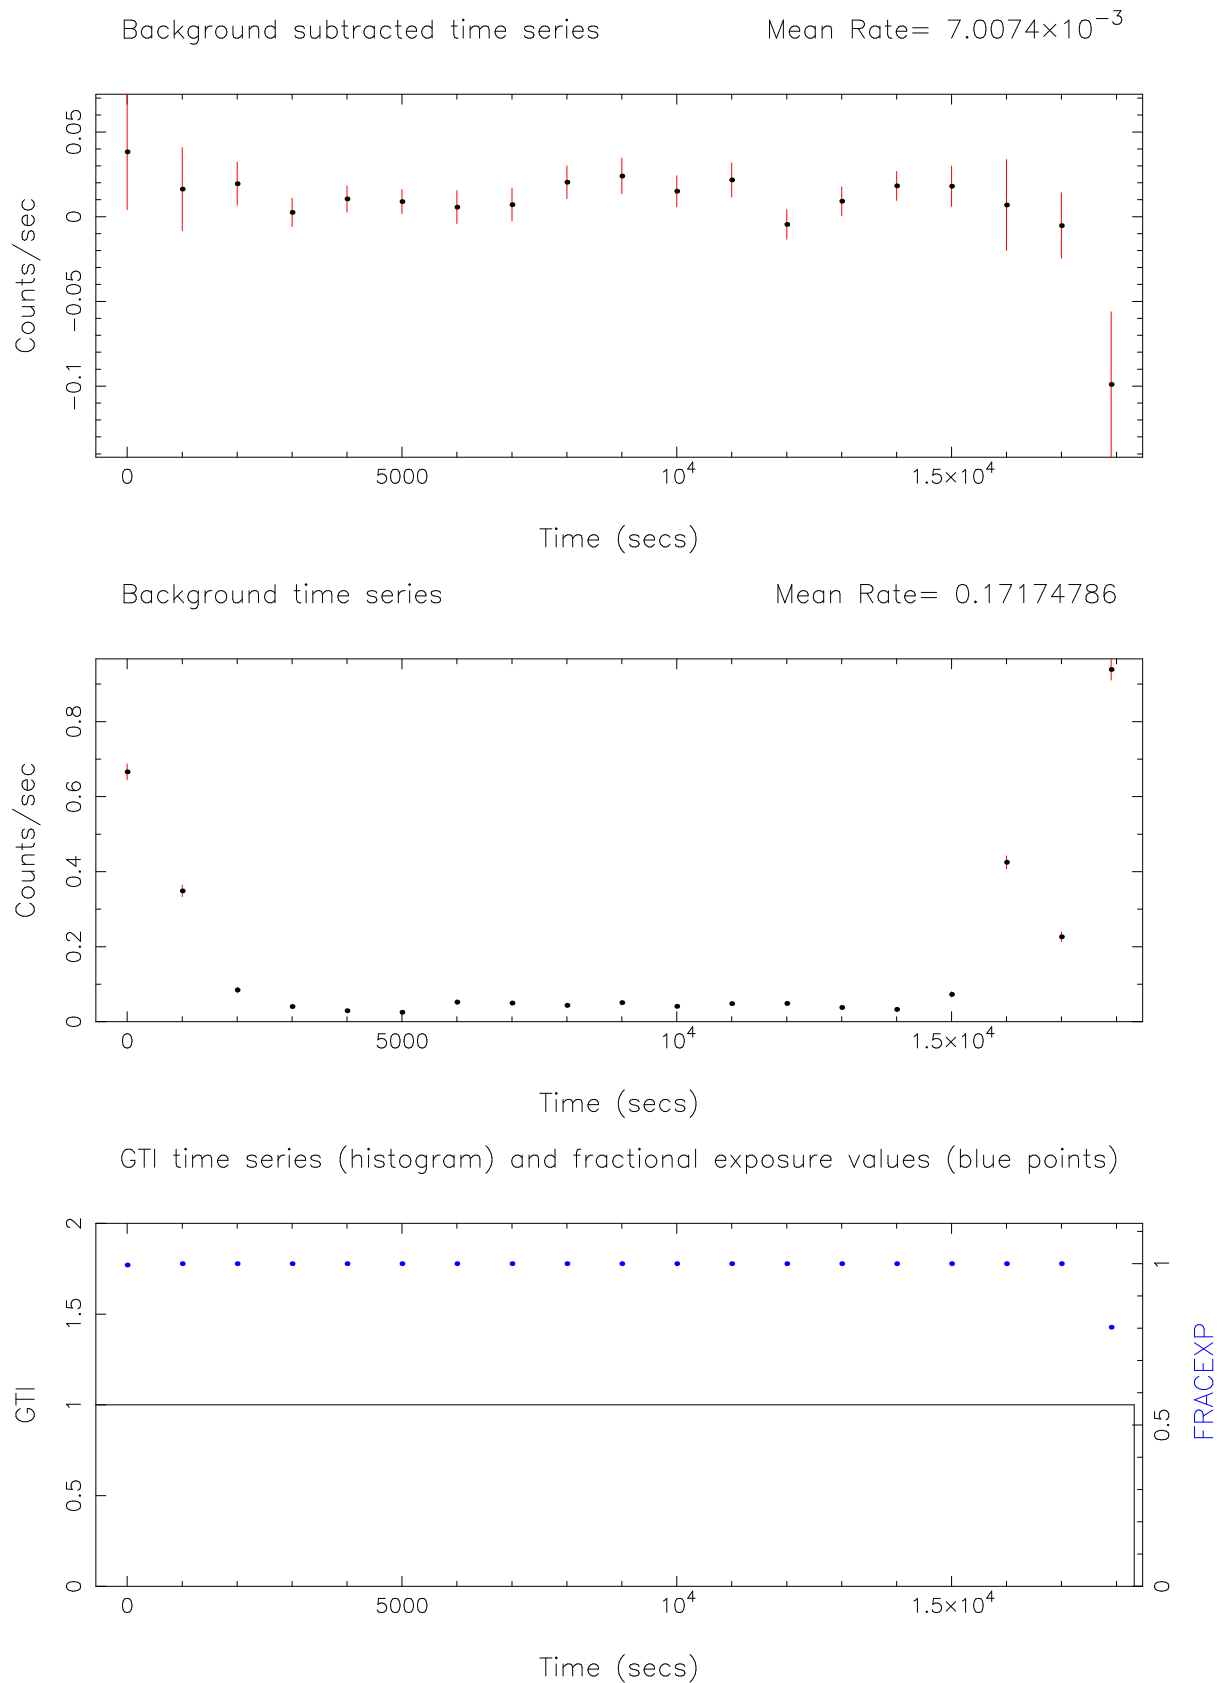 Background subtracted time series Mean Rate= 7.0074×10⁻³
0.05
0
−0.05
−0.1
Counts/sec
0 5000 10⁴ 1.5×10⁴
Time (secs)
Background time series Mean Rate= 0.17174786
0.8
0.6
0.4
0.2
0
Counts/sec
0 5000 10⁴ 1.5×10⁴
Time (secs)
GTI time series (histogram) and fractional exposure values (blue points)
2
1.5
1
0.5
0
GTI
1
0.5
0
FRACEXP
0 5000 10⁴ 1.5×10⁴
Time (secs)